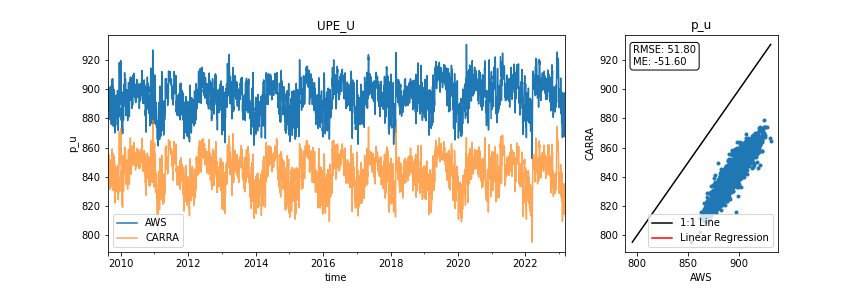 UPE_U
p_u
920
900
880
860
840
820
800
AWS
CARRA
2010
2012
2014
2016
2018
2020
2022
time
p_u
CARRA
920
900
880
860
840
820
800
RMSE: 51.80
ME: -51.60
1:1 Line
Linear Regression
800
850
900
AWS